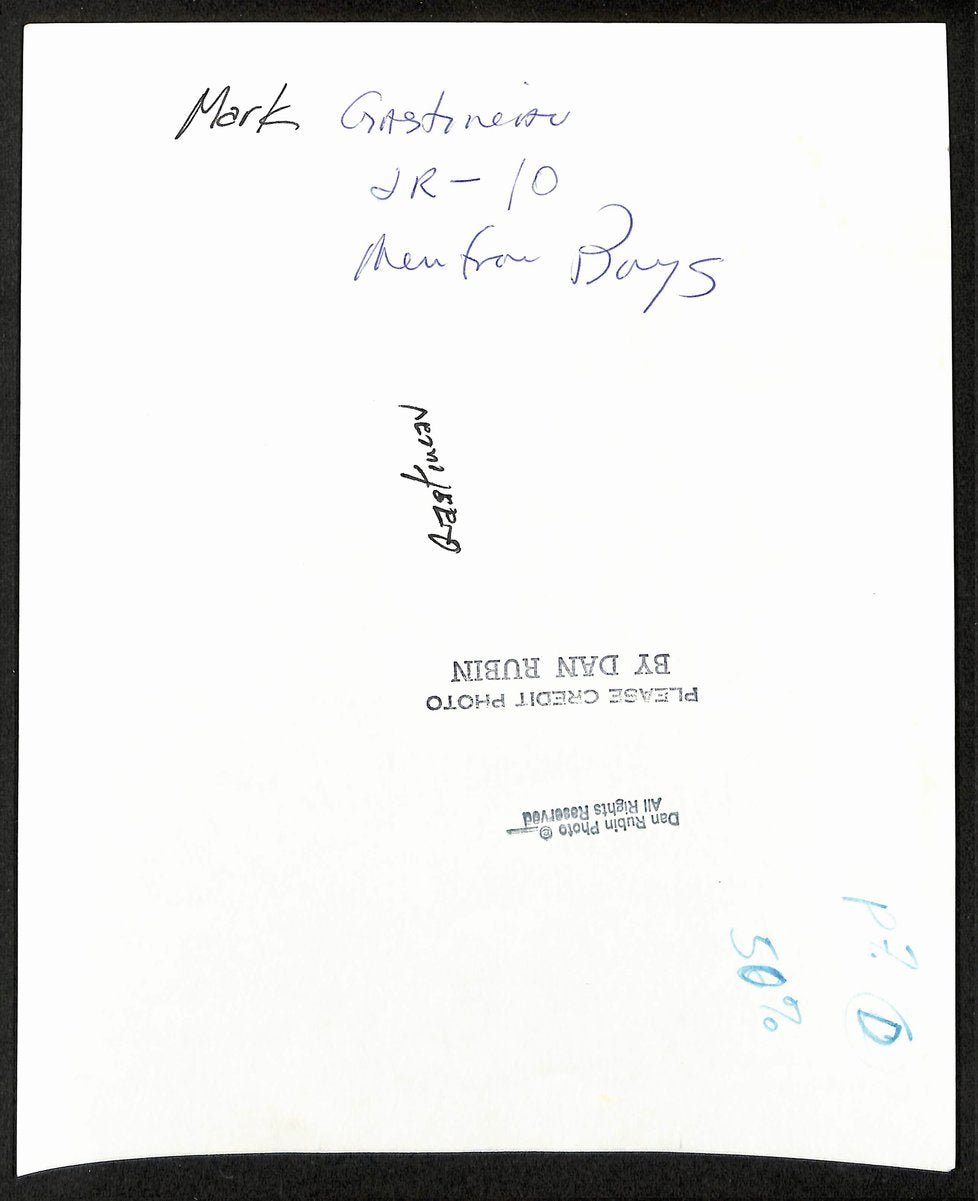 Mark Gastineau
JR-10
Men from Boys
Gastineau
PLEASE CREDIT PHOTO
BY DAN RUBIN
Dan Rubin Photo ©
All Rights Reserved
p7. D
50%